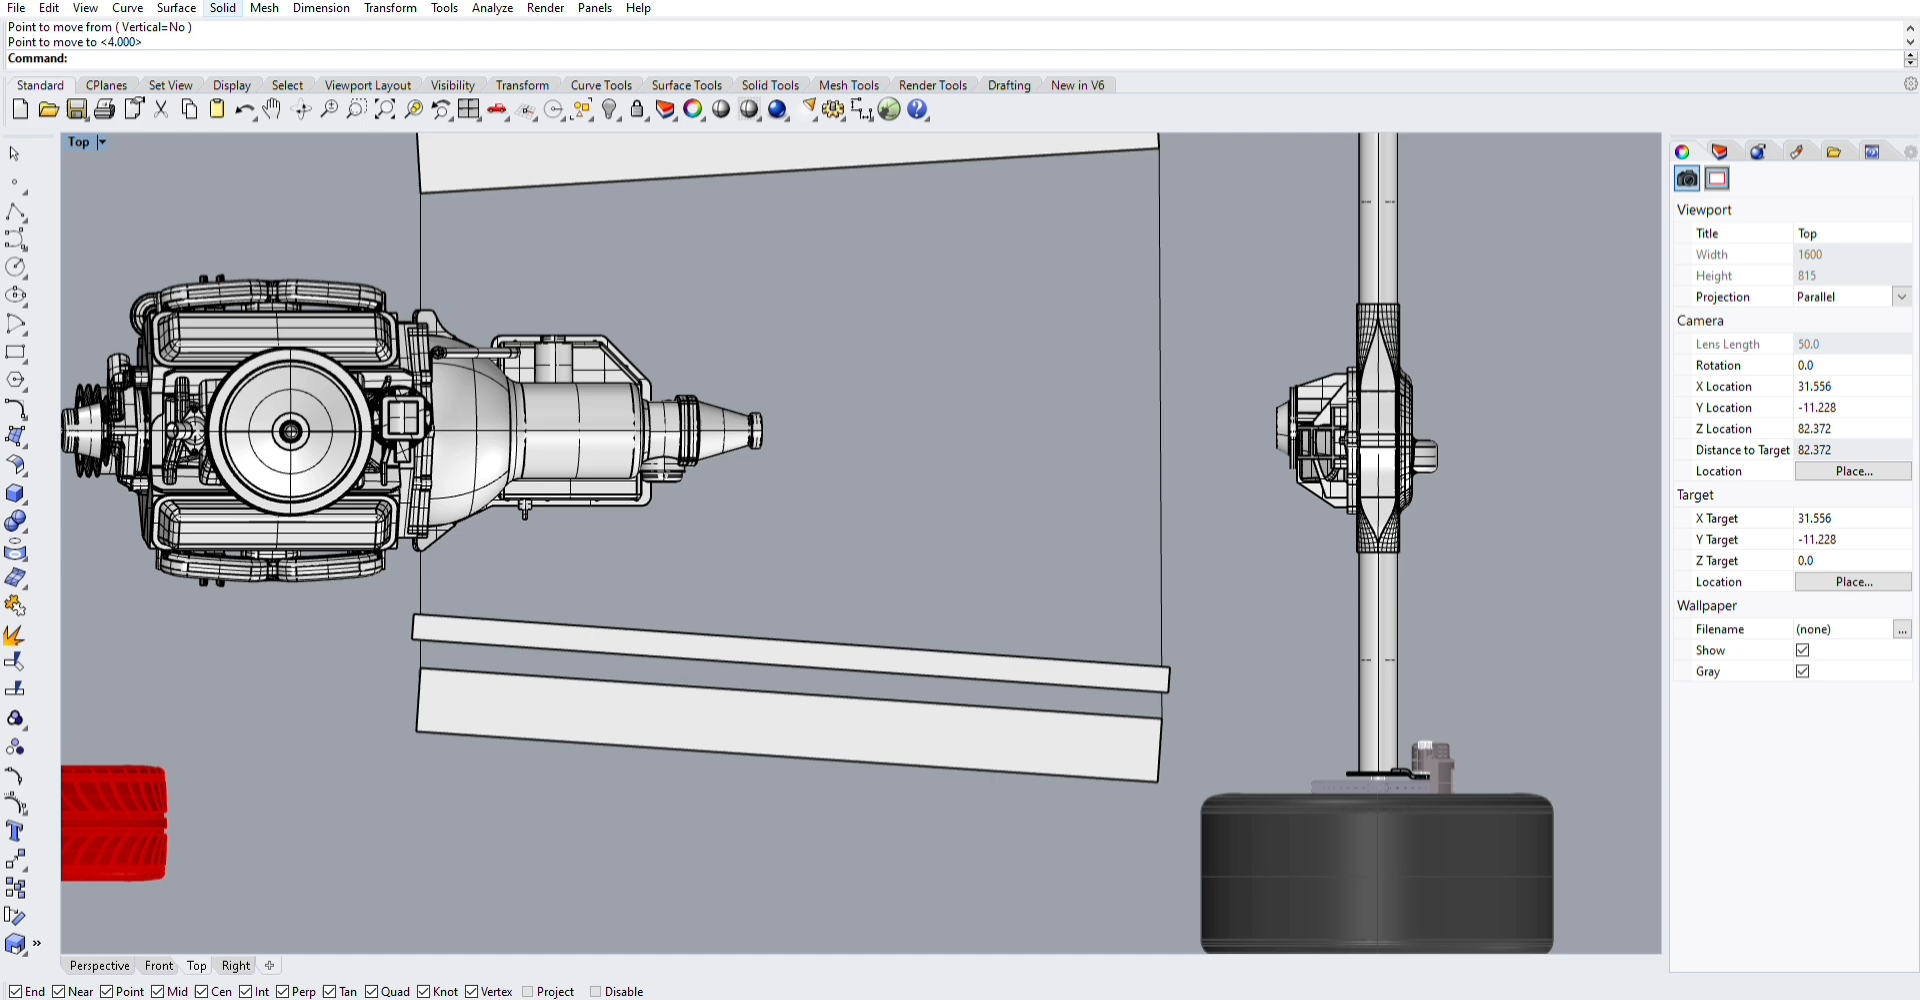 File Edit View Curve Surface Solid Mesh Dimension Transform Tools Analyze Render Panels Help
Point to move from ( Vertical=No )
Point to move to <4.000>
Command:
Standard CPlanes Set View Display Select Viewport Layout Visibility Transform Curve Tools Surface Tools Solid Tools Mesh Tools Render Tools Drafting New in V6
Top
Viewport
Title Top
Width 1600
Height 815
Projection Parallel
Camera
Lens Length 50.0
Rotation 0.0
X Location 31.556
Y Location -11.228
Z Location 82.372
Distance to Target 82.372
Location Place...
Target
X Target 31.556
Y Target -11.228
Z Target 0.0
Location Place...
Wallpaper
Filename (none) ...
Show
Gray
Perspective Front Top Right
End Near Point Mid Cen Int Perp Tan Quad Knot Vertex Project Disable